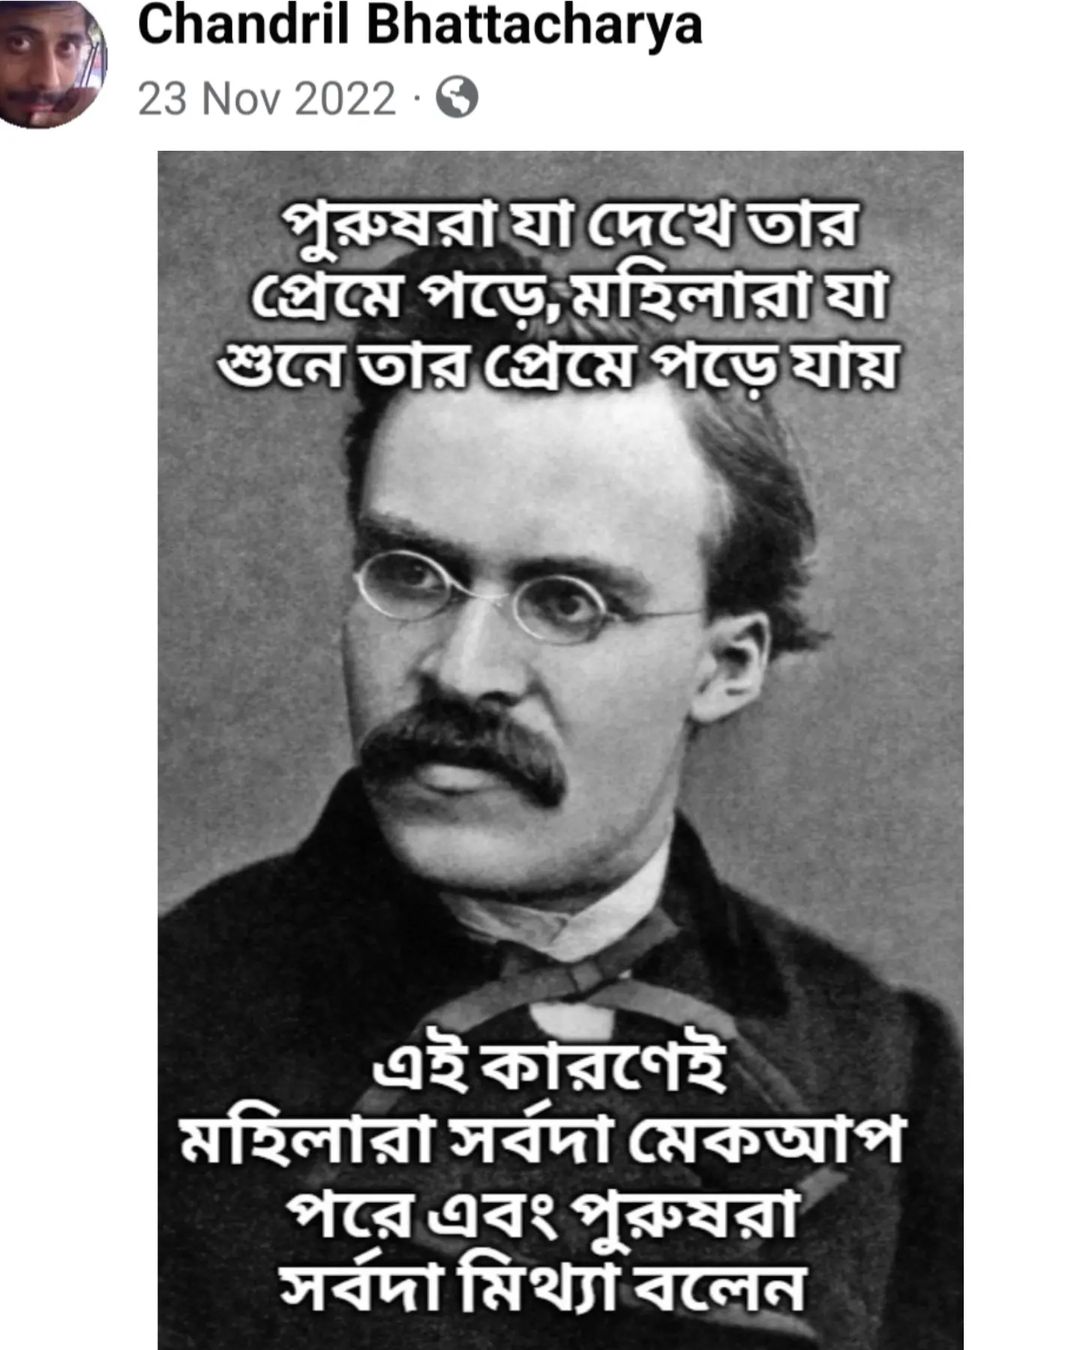 Chandril Bhattacharya
23 Nov 2022 ·
পুরুষরা যা দেখে তার
প্রেমে পড়ে, মহিলারা যা
শুনে তার প্রেমে পড়ে যায়
এই কারণেই
মহিলারা সর্বদা মেকআপ
পরে এবং পুরুষরা
সর্বদা মিথ্যা বলেন